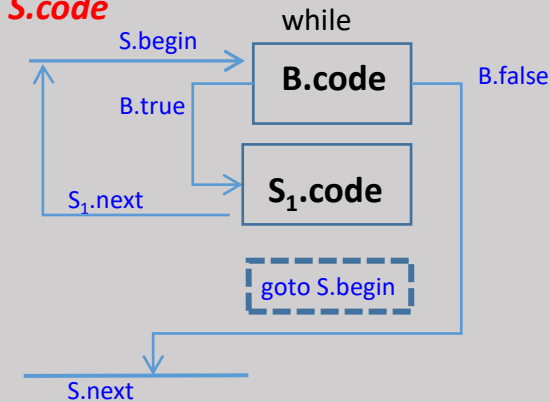 S.code
while
S.begin
B.code
B.false
B.true
S₁.code
S₁.next
goto S.begin
S.next